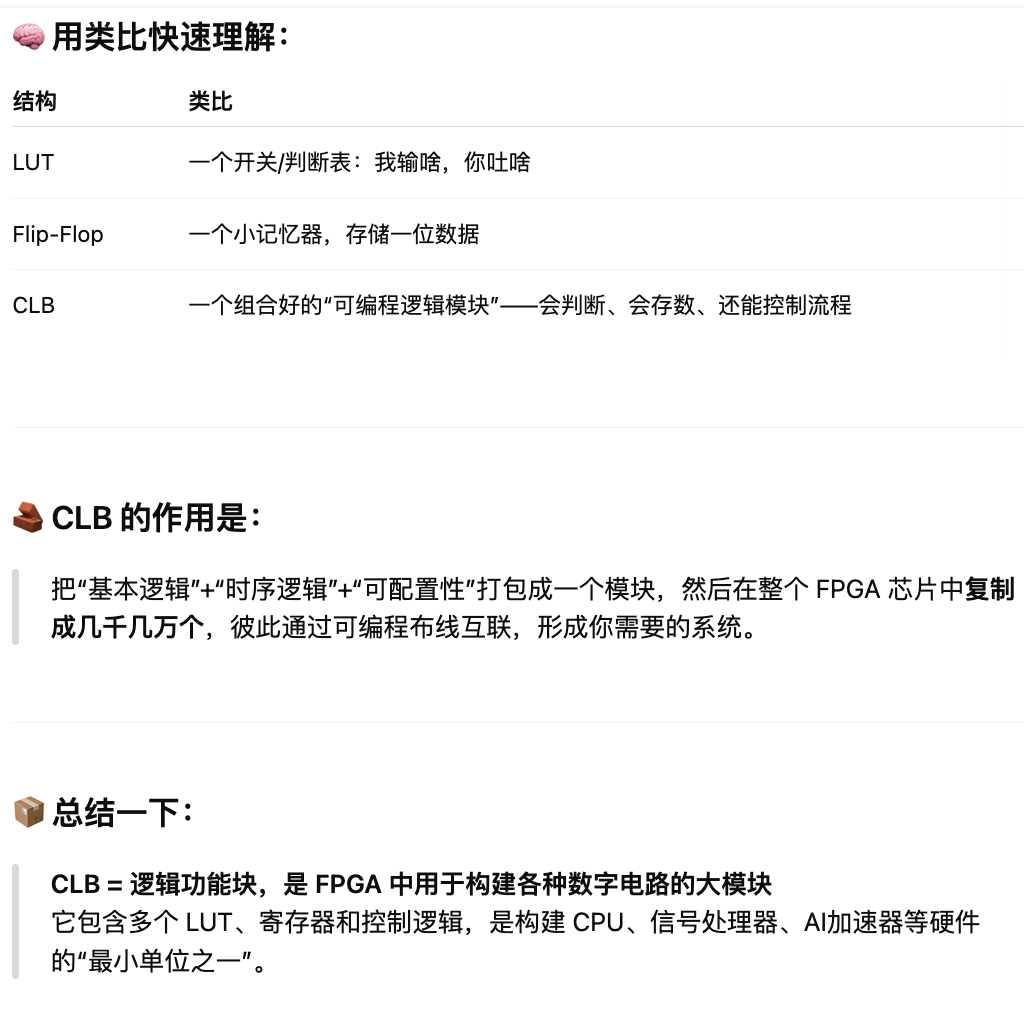 🧠 用类比快速理解：
结构 类比
LUT 一个开关/判断表：我输啥，你吐啥
Flip-Flop 一个小记忆器，存储一位数据
CLB 一个组合好的“可编程逻辑模块”——会判断、会存数、还能控制流程
🧱 CLB 的作用是：
把“基本逻辑”+“时序逻辑”+“可配置性”打包成一个模块，然后在整个 FPGA 芯片中复制
成几千几万个，彼此通过可编程布线互联，形成你需要的系统。
📦 总结一下：
CLB = 逻辑功能块，是 FPGA 中用于构建各种数字电路的大模块
它包含多个 LUT、寄存器和控制逻辑，是构建 CPU、信号处理器、AI加速器等硬件
的“最小单位之一”。